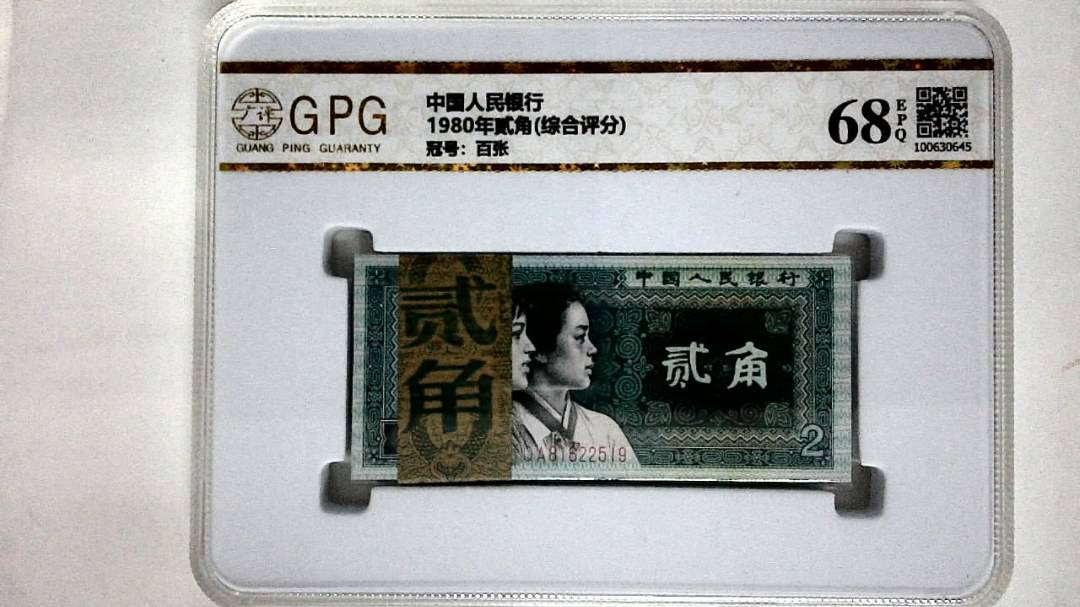 广评
GPG
GUANG PING GUARANTY
中国人民银行
1980年贰角(综合评分)
冠号：百张
68
EPQ
100630645
贰角
中国人民银行
贰角
2